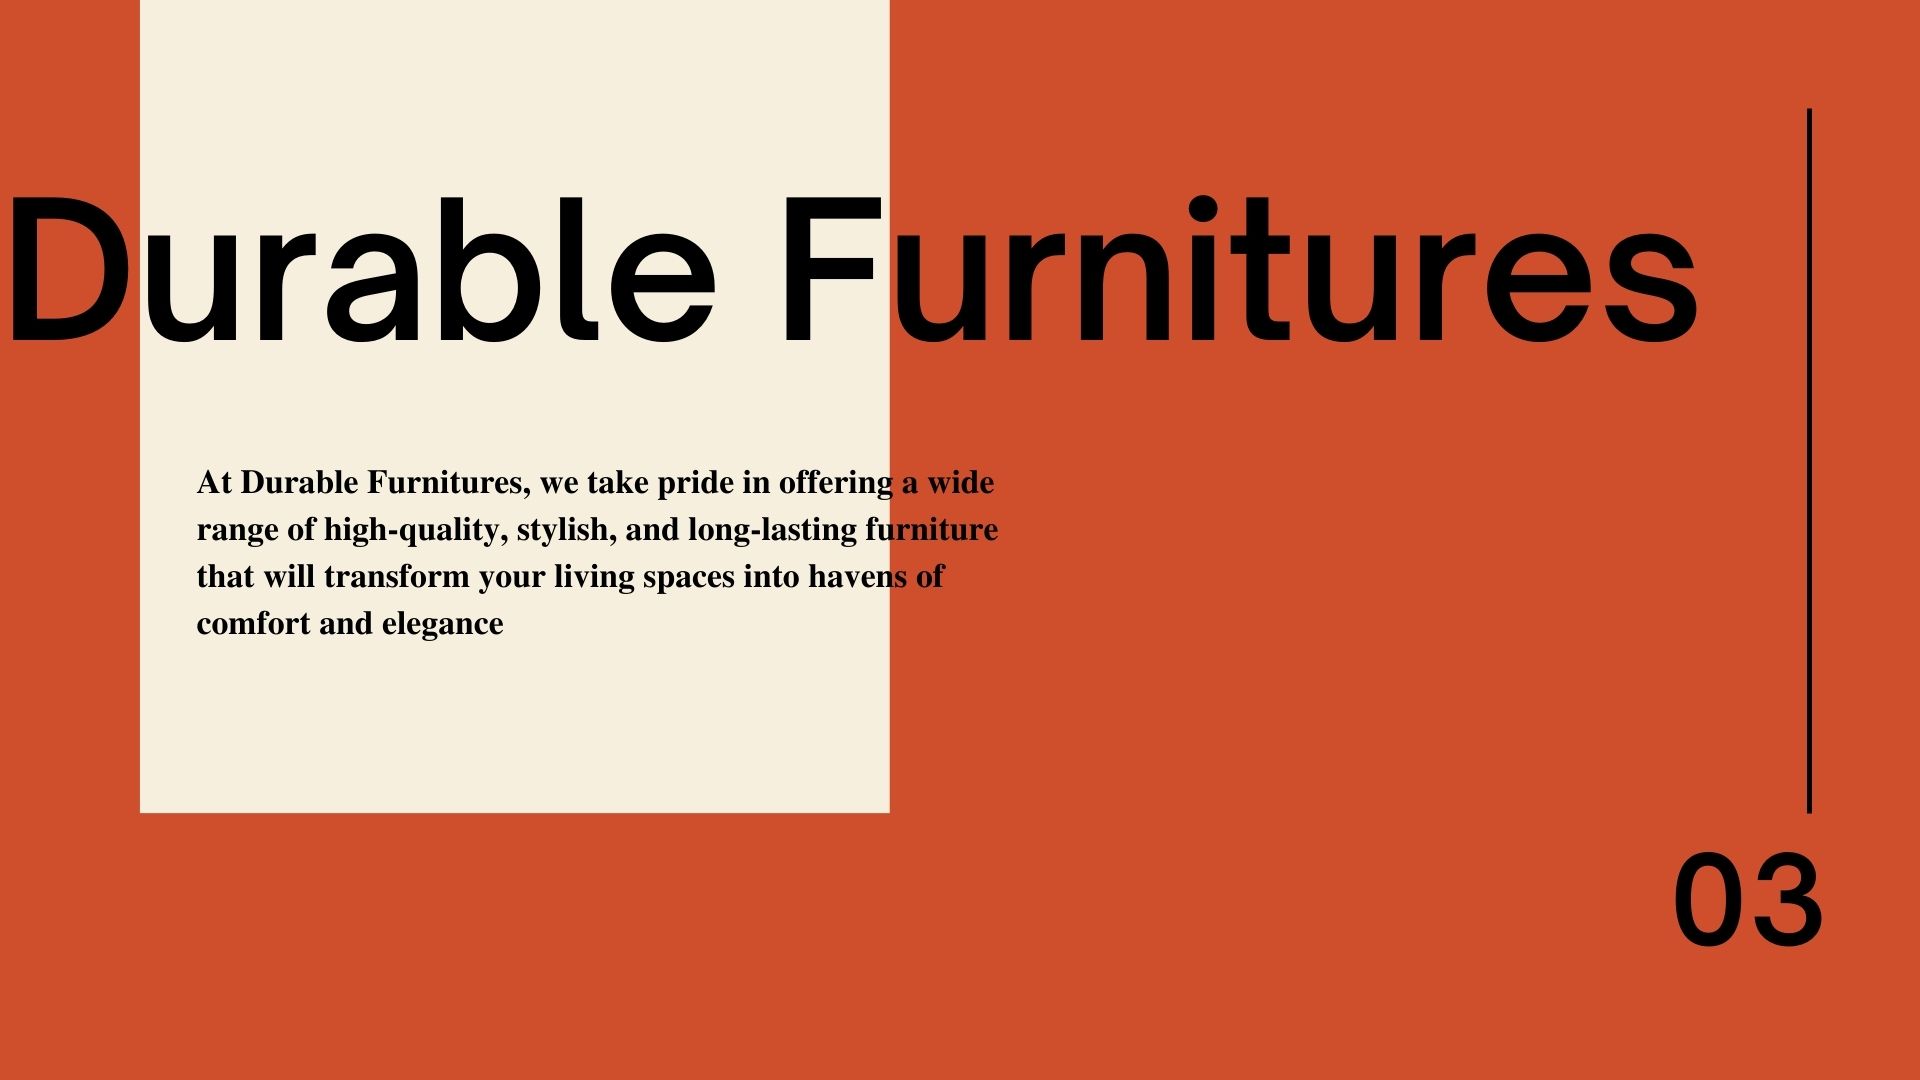 Durable Furnitures
At Durable Furnitures, we take pride in offering a wide
range of high-quality, stylish, and long-lasting furniture
that will transform your living spaces into havens of
comfort and elegance
03